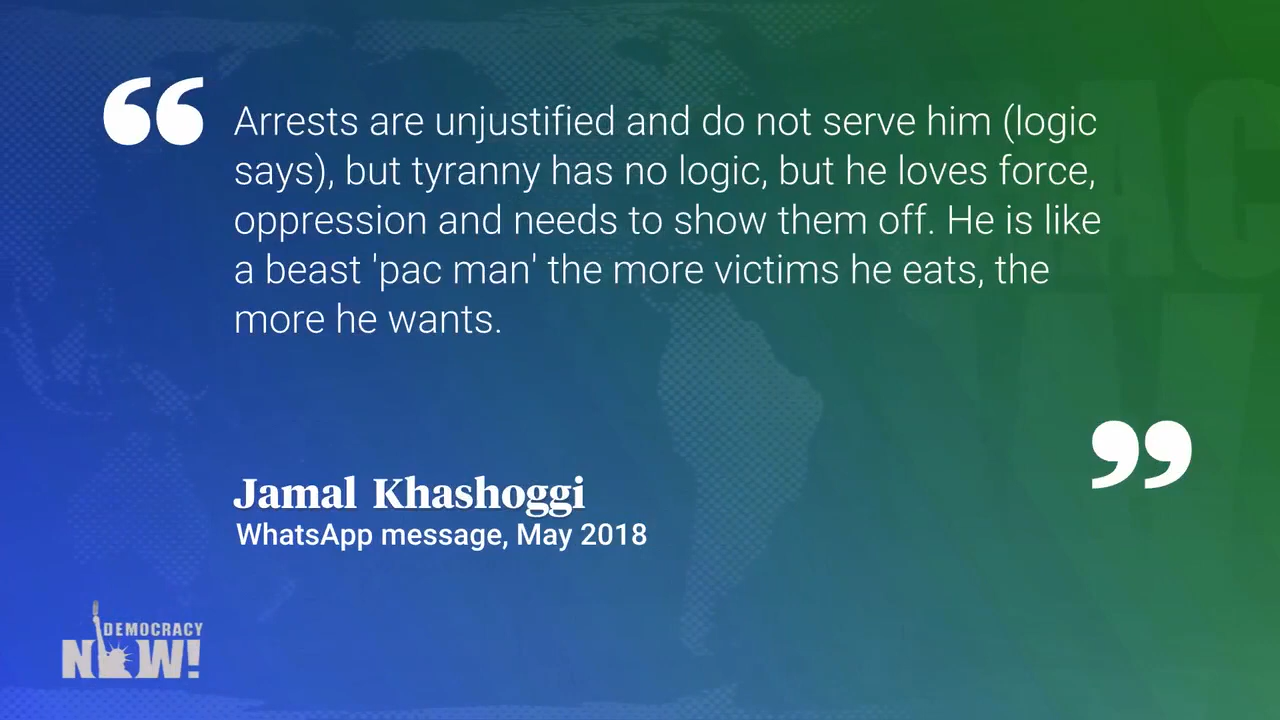 “
Arrests are unjustified and do not serve him (logic
says), but tyranny has no logic, but he loves force,
oppression and needs to show them off. He is like
a beast 'pac man' the more victims he eats, the
more he wants.
”
Jamal Khashoggi
WhatsApp message, May 2018
DEMOCRACY
NOW!